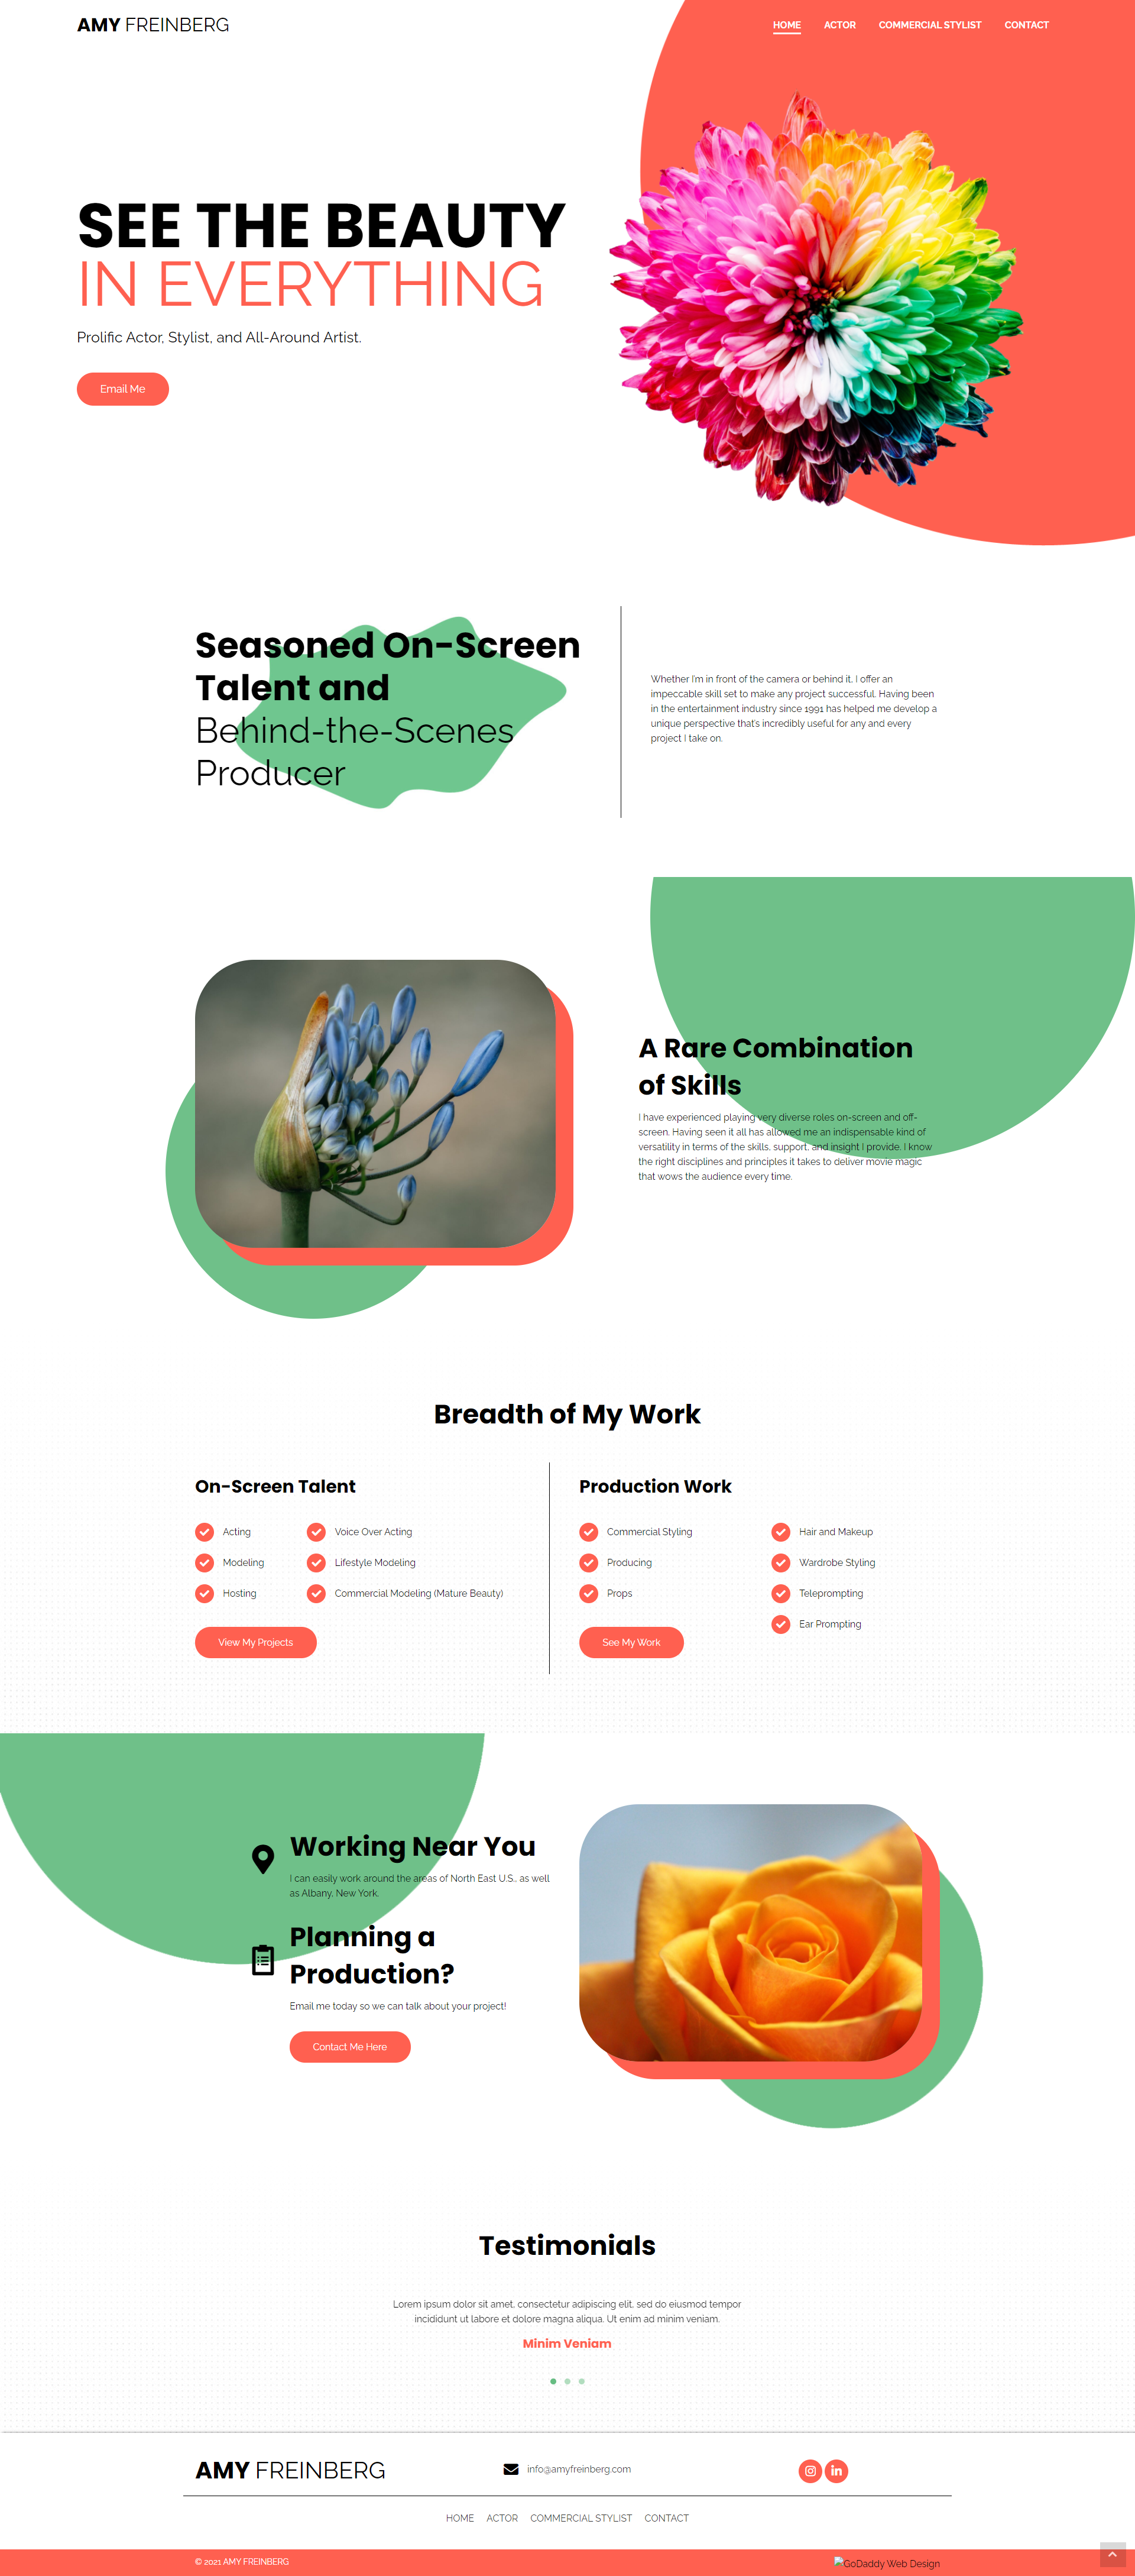 AMY FREINBERG
HOME ACTOR COMMERCIAL STYLIST CONTACT
SEE THE BEAUTY
IN EVERYTHING
Prolific Actor, Stylist, and All-Around Artist.
Email Me
Seasoned On-Screen
Talent and
Behind-the-Scenes
Producer
Whether I'm in front of the camera or behind it, I offer an
impeccable skill set to make any project successful. Having been
in the entertainment industry since 1991 has helped me develop a
unique perspective that's incredibly useful for any and every
project I take on.
A Rare Combination
of Skills
I have experienced playing very diverse roles on-screen and off-
screen. Having seen it all has allowed me an indispensable kind of
versatility in terms of the skills, support, and insight I provide. I know
the right disciplines and principles it takes to deliver movie magic
that wows the audience every time.
Breadth of My Work
On-Screen Talent
Acting
Modeling
Hosting
Voice Over Acting
Lifestyle Modeling
Commercial Modeling (Mature Beauty)
View My Projects
Production Work
Commercial Styling
Producing
Props
Hair and Makeup
Wardrobe Styling
Teleprompting
Ear Prompting
See My Work
Working Near You
I can easily work around the areas of North East U.S., as well
as Albany, New York.
Planning a
Production?
Email me today so we can talk about your project!
Contact Me Here
Testimonials
Lorem ipsum dolor sit amet, consectetur adipiscing elit, sed do eiusmod tempor
incididunt ut labore et dolore magna aliqua. Ut enim ad minim veniam.
Minim Veniam
AMY FREINBERG
info@amyfreinberg.com
HOME ACTOR COMMERCIAL STYLIST CONTACT
© 2021 AMY FREINBERG
GoDaddy Web Design